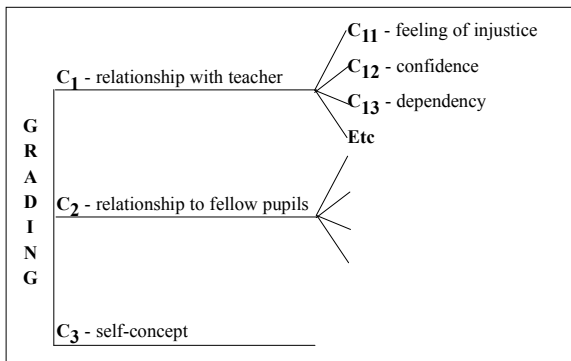 C11 - feeling of injustice
C1 - relationship with teacher
C12 - confidence
C13 - dependency
Etc
GRADING
C2 - relationship to fellow pupils
C3 - self-concept